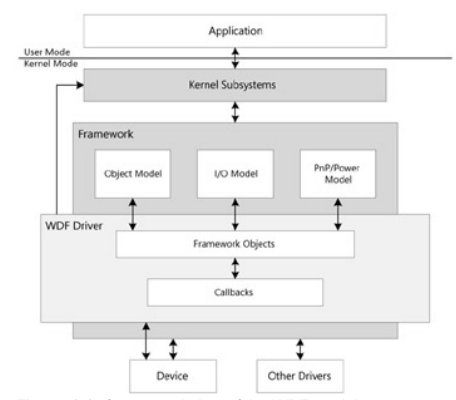 Application
User Mode
Kernel Mode
Kernel Subsystems
Framework
Object Model
I/O Model
PnP/Power
Model
WDF Driver
Framework Objects
Callbacks
Device
Other Drivers